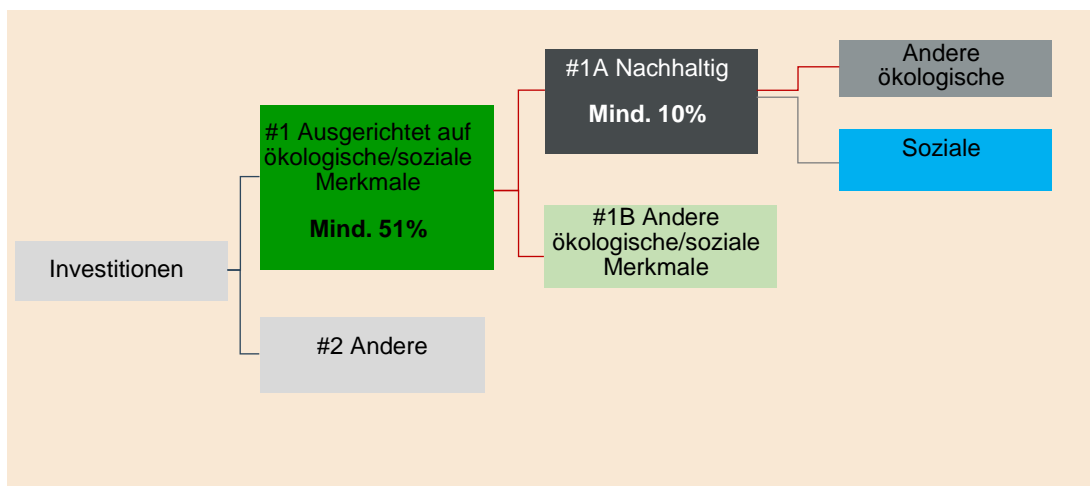 Investitionen
#1 Ausgerichtet auf
ökologische/soziale
Merkmale
Mind. 51%
#2 Andere
#1A Nachhaltig
Mind. 10%
#1B Andere
ökologische/soziale
Merkmale
Andere
ökologische
Soziale